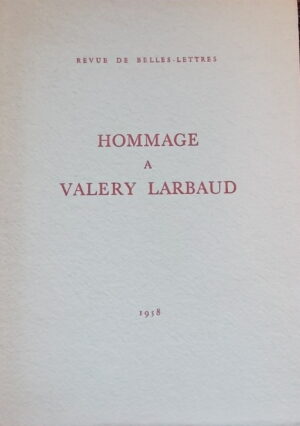 REVUE DE BELLES-LETTRES
HOMMAGE
A
VALERY LARBAUD
1958